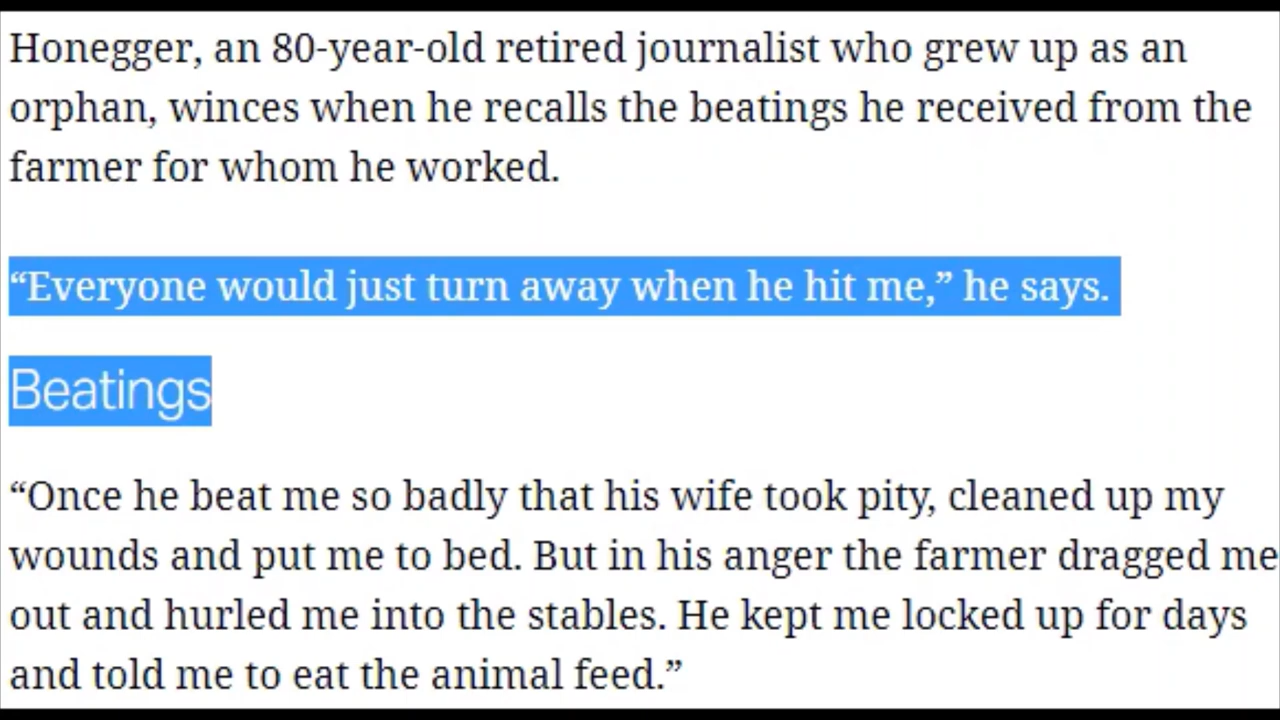 Honegger, an 80-year-old retired journalist who grew up as an
orphan, winces when he recalls the beatings he received from the
farmer for whom he worked.
“Everyone would just turn away when he hit me,” he says.
Beatings
“Once he beat me so badly that his wife took pity, cleaned up my
wounds and put me to bed. But in his anger the farmer dragged me
out and hurled me into the stables. He kept me locked up for days
and told me to eat the animal feed.”